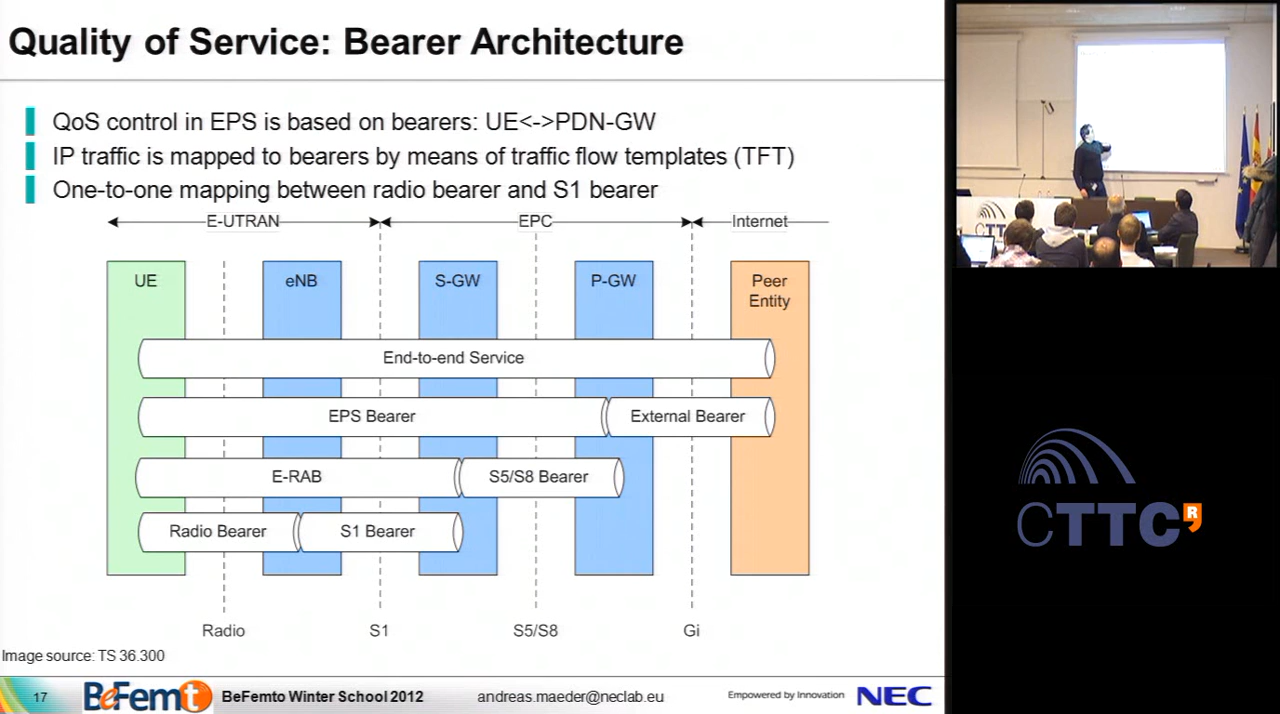 Quality of Service: Bearer Architecture
QoS control in EPS is based on bearers: UE<->PDN-GW
IP traffic is mapped to bearers by means of traffic flow templates (TFT)
One-to-one mapping between radio bearer and S1 bearer
E-UTRAN EPC Internet
UE eNB S-GW P-GW Peer
Entity
End-to-end Service
EPS Bearer External Bearer
E-RAB S5/S8 Bearer
Radio Bearer S1 Bearer
Radio S1 S5/S8 Gi
Image source: TS 36.300
17 BeFemto BeFemto Winter School 2012 andreas.maeder@neclab.eu Empowered by Innovation NEC
CTTC R